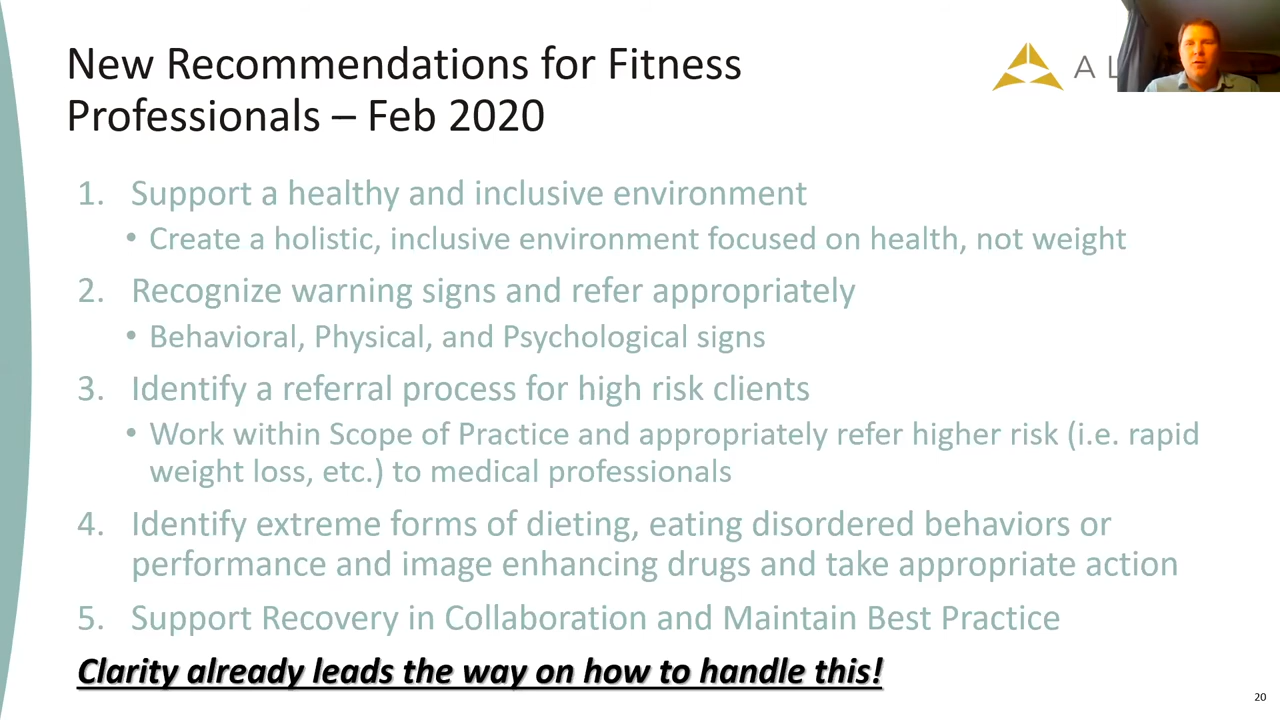 New Recommendations for Fitness
Professionals – Feb 2020
AL
1. Support a healthy and inclusive environment
• Create a holistic, inclusive environment focused on health, not weight
2. Recognize warning signs and refer appropriately
• Behavioral, Physical, and Psychological signs
3. Identify a referral process for high risk clients
• Work within Scope of Practice and appropriately refer higher risk (i.e. rapid
weight loss, etc.) to medical professionals
4. Identify extreme forms of dieting, eating disordered behaviors or
performance and image enhancing drugs and take appropriate action
5. Support Recovery in Collaboration and Maintain Best Practice
Clarity already leads the way on how to handle this!
20